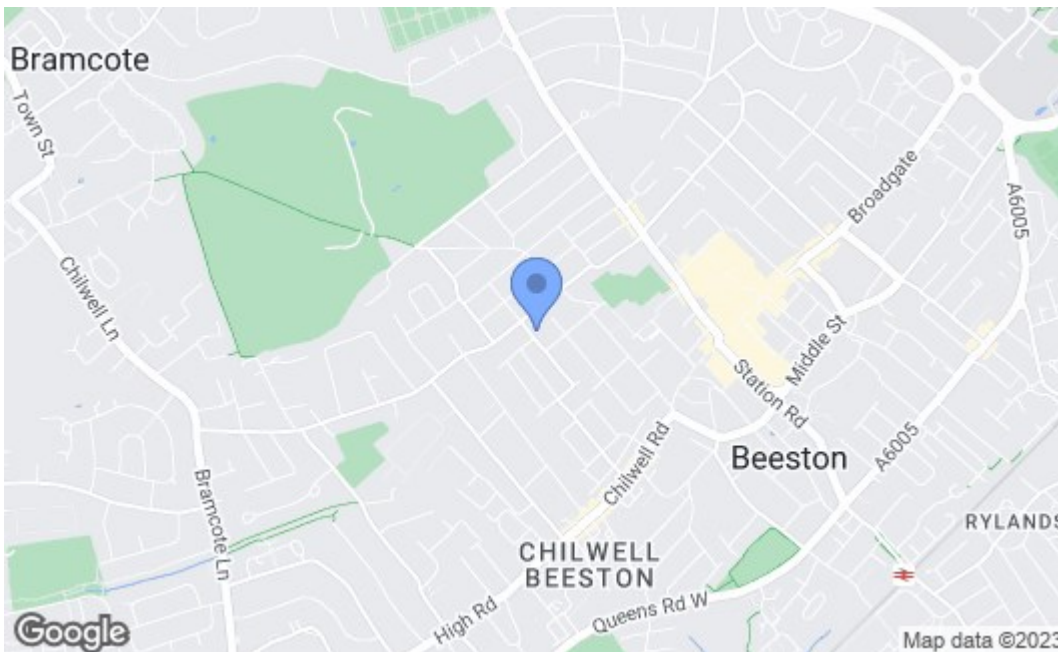 Bramcote
Town St
Broadgate
A6005
Chilwell Ln
Middle St
Station Rd
Chilwell Rd
Beeston
A6005
Bramcote Ln
RYLANDS
CHILWELL
BEESTON
High Rd
Queens Rd W
Google
Map data ©2023